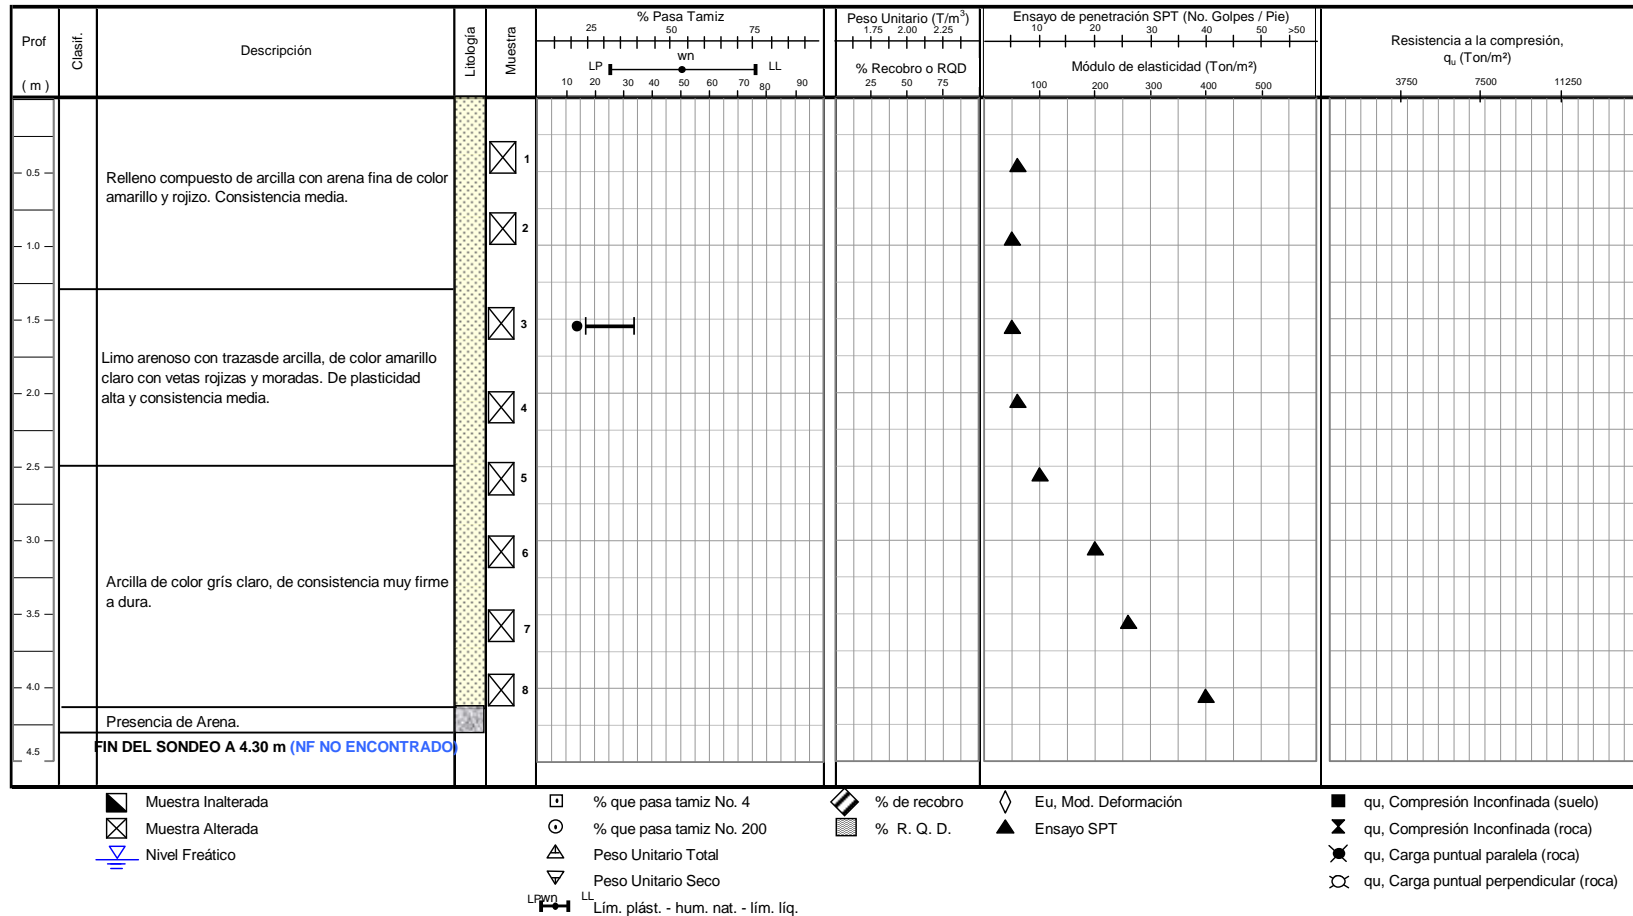 Prof
( m )
Clasif.
Descripción
Litología
Muestra
% Pasa Tamiz
25 50 75
wn
LP LL
10 20 30 40 50 60 70 80 90
Peso Unitario (T/m³)
1.75 2.00 2.25
% Recobro o RQD
25 50 75
Ensayo de penetración SPT (No. Golpes / Pie)
10 20 30 40 50 >50
Módulo de elasticidad (Ton/m²)
100 200 300 400 500
Resistencia a la compresión,
qᵤ (Ton/m²)
3750 7500 11250
1
0.5
Relleno compuesto de arcilla con arena fina de color
amarillo y rojizo. Consistencia media.
2
1.0
1.5
3
Limo arenoso con trazasde arcilla, de color amarillo
claro con vetas rojizas y moradas. De plasticidad
alta y consistencia media.
2.0
4
2.5
5
3.0
6
Arcilla de color grís claro, de consistencia muy firme
a dura.
3.5
7
4.0
8
Presencia de Arena.
4.5
FIN DEL SONDEO A 4.30 m (NF NO ENCONTRADO)
Muestra Inalterada
Muestra Alterada
Nivel Freático
% que pasa tamiz No. 4
% que pasa tamiz No. 200
Peso Unitario Total
Peso Unitario Seco
LPwn LL
Lím. plást. - hum. nat. - lím. líq.
% de recobro
% R. Q. D.
Eu, Mod. Deformación
Ensayo SPT
qu, Compresión Inconfinada (suelo)
qu, Compresión Inconfinada (roca)
qu, Carga puntual paralela (roca)
qu, Carga puntual perpendicular (roca)